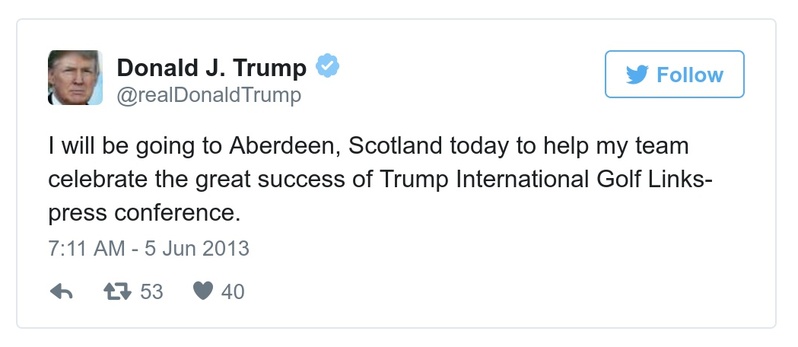 Donald J. Trump
@realDonaldTrump
Follow
I will be going to Aberdeen, Scotland today to help my team
celebrate the great success of Trump International Golf Links-
press conference.
7:11 AM - 5 Jun 2013
53 40